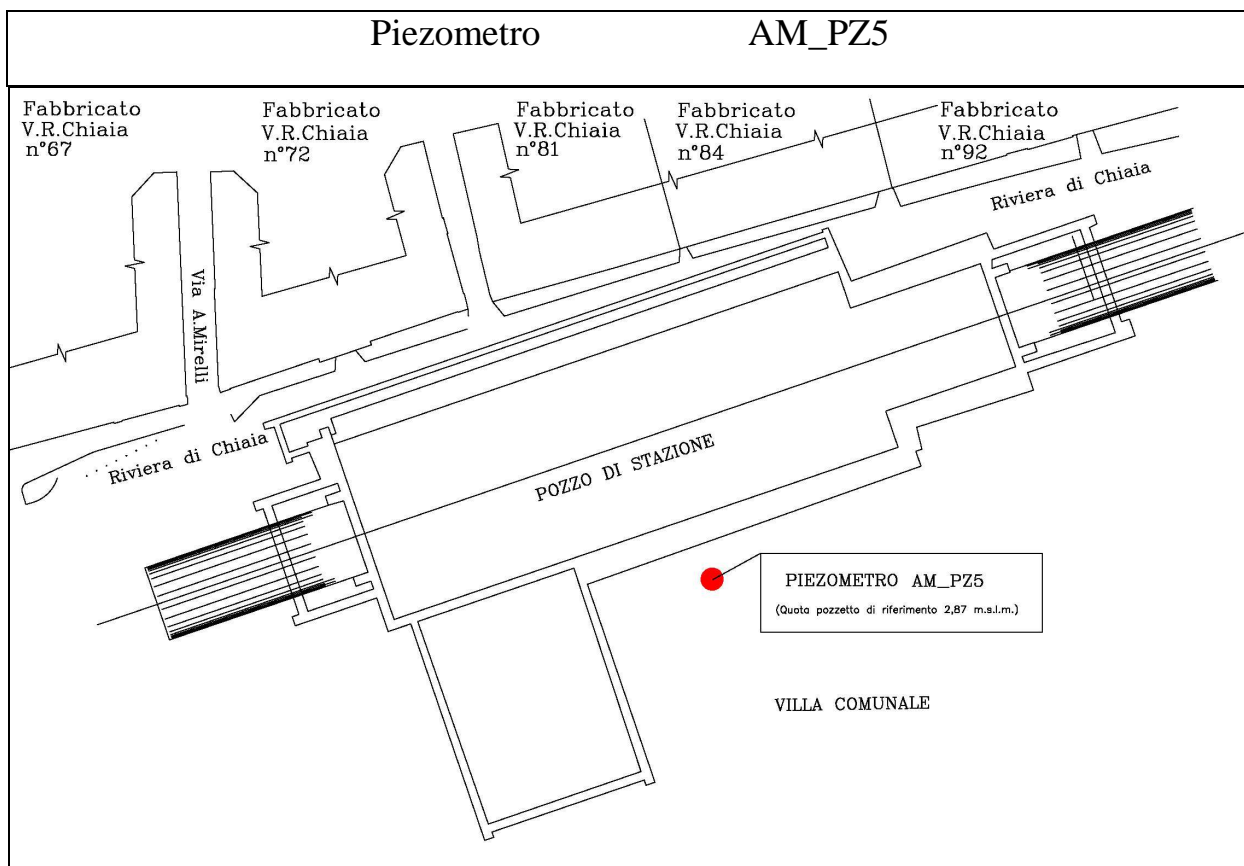 Piezometro AM_PZ5
Fabbricato
V.R.Chiaia
n°67
Fabbricato
V.R.Chiaia
n°72
Fabbricato
V.R.Chiaia
n°81
Fabbricato
V.R.Chiaia
n°84
Fabbricato
V.R.Chiaia
n°92
Riviera di Chiaia
Via A.Mirelli
Riviera di Chiaia
POZZO DI STAZIONE
PIEZOMETRO AM_PZ5
(Quota pozzetto di riferimento 2,87 m.s.l.m.)
VILLA COMUNALE